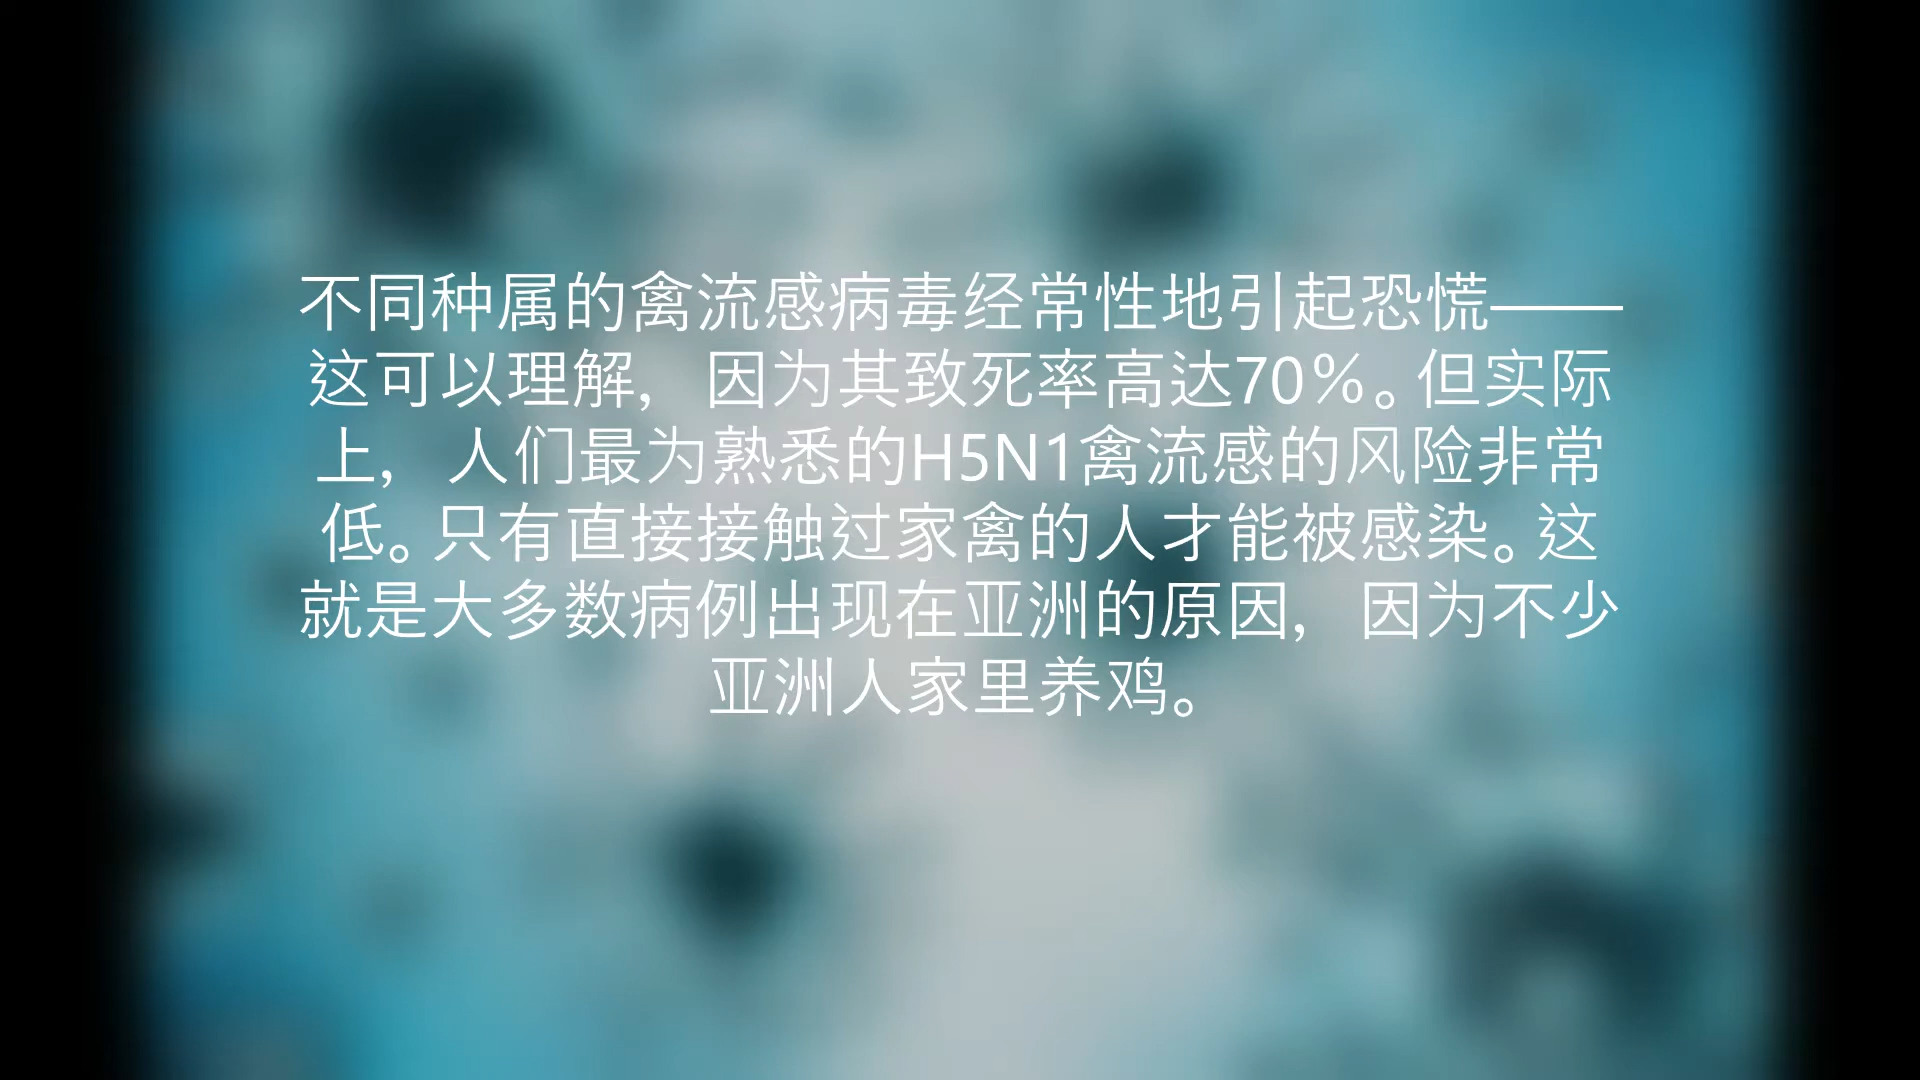 不同种属的禽流感病毒经常性地引起恐慌——
这可以理解，因为其致死率高达70％。但实际
上，人们最为熟悉的H5N1禽流感的风险非常
低。只有直接接触过家禽的人才能被感染。这
就是大多数病例出现在亚洲的原因，因为不少
亚洲人家里养鸡。